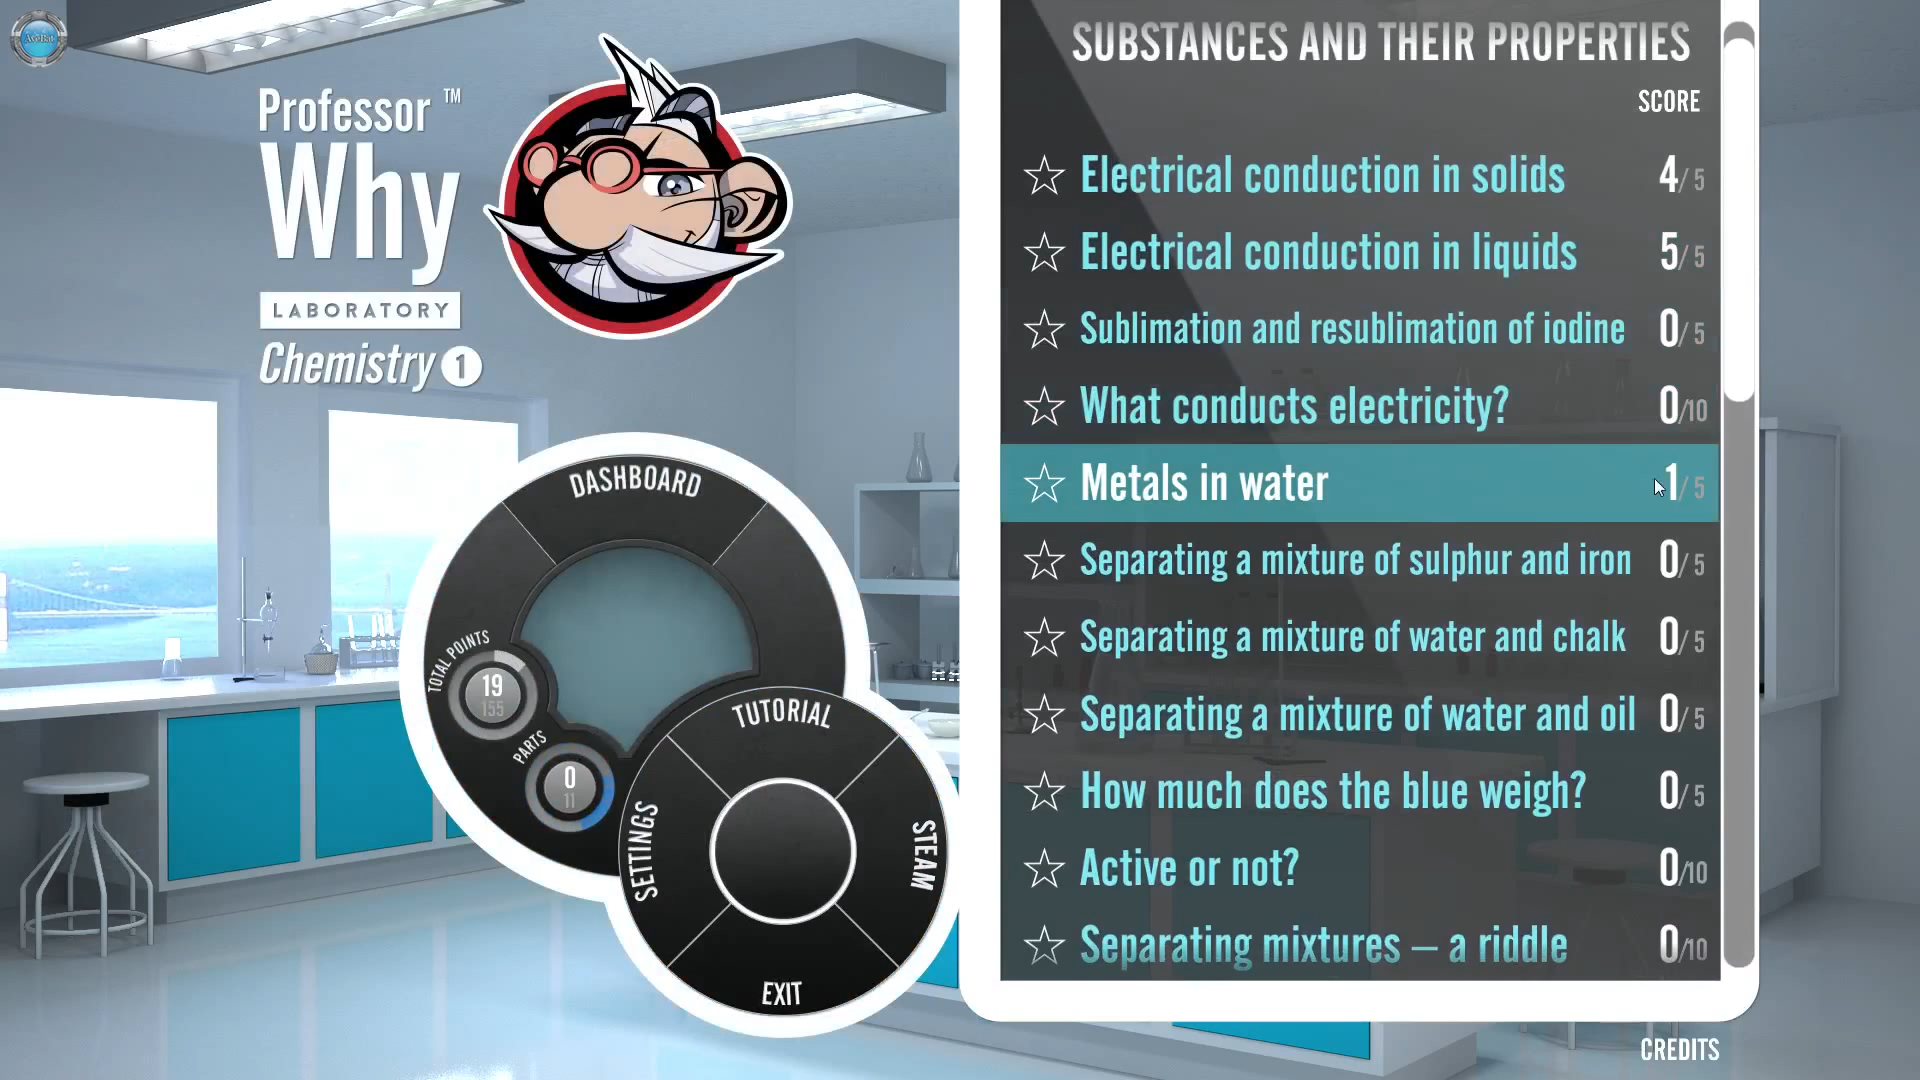 Professor ™
Why
LABORATORY
Chemistry 1
DASHBOARD
TOTAL POINTS
19
155
PARTS
0
11
TUTORIAL
SETTINGS
STEAM
EXIT
SUBSTANCES AND THEIR PROPERTIES
SCORE
Electrical conduction in solids 4/5
Electrical conduction in liquids 5/5
Sublimation and resublimation of iodine 0/5
What conducts electricity? 0/10
Metals in water 1/5
Separating a mixture of sulphur and iron 0/5
Separating a mixture of water and chalk 0/5
Separating a mixture of water and oil 0/5
How much does the blue weigh? 0/5
Active or not? 0/10
Separating mixtures – a riddle 0/10
CREDITS